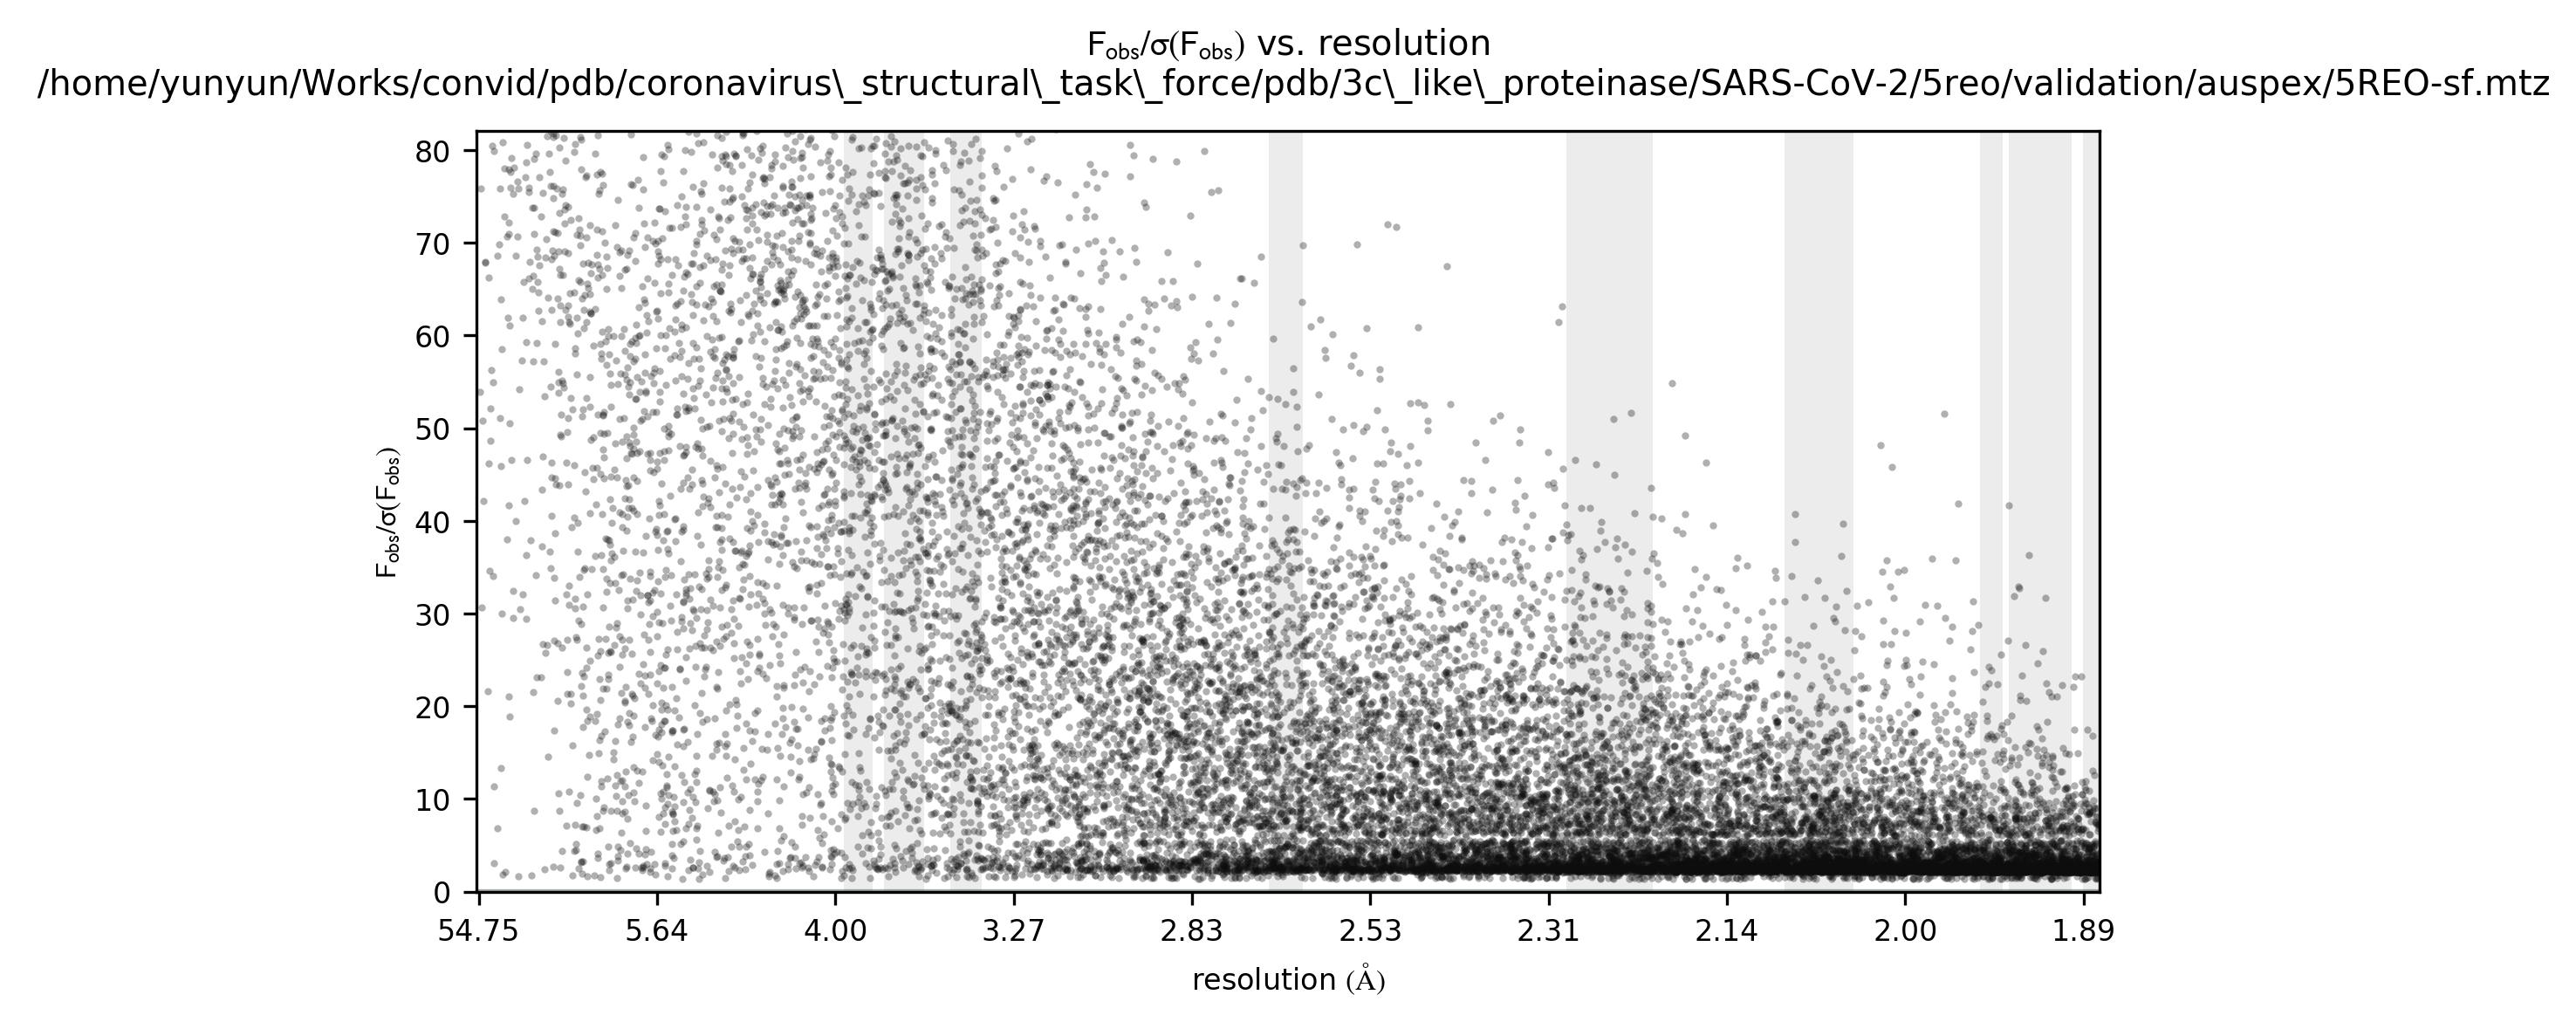 Fobs/σ(Fobs) vs. resolution
/home/yunyun/Works/convid/pdb/coronavirus\_structural\_task\_force/pdb/3c\_like\_proteinase/SARS-CoV-2/5reo/validation/auspex/5REO-sf.mtz
80
70
60
50
40
30
20
10
0
Fobs/σ(Fobs)
54.75 5.64 4.00 3.27 2.83 2.53 2.31 2.14 2.00 1.89
resolution (Å)